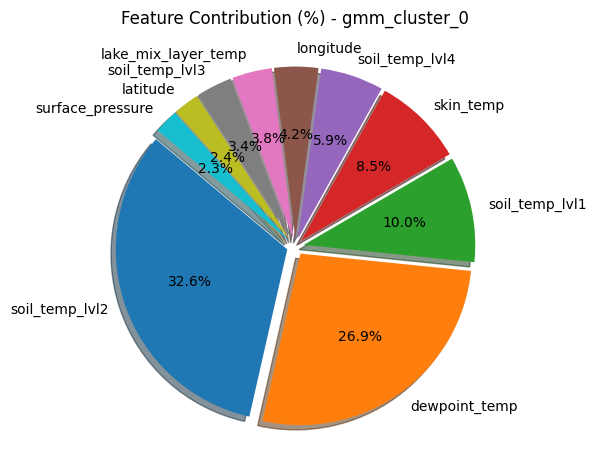 Feature Contribution (%) - gmm_cluster_0
longitude
lake_mix_layer_temp
soil_temp_lvl4
soil_temp_lvl3
latitude
skin_temp
surface_pressure
4.2%
3.8%
5.9%
3.4%
2.4%
8.5%
2.3%
soil_temp_lvl1
10.0%
32.6%
soil_temp_lvl2
26.9%
dewpoint_temp